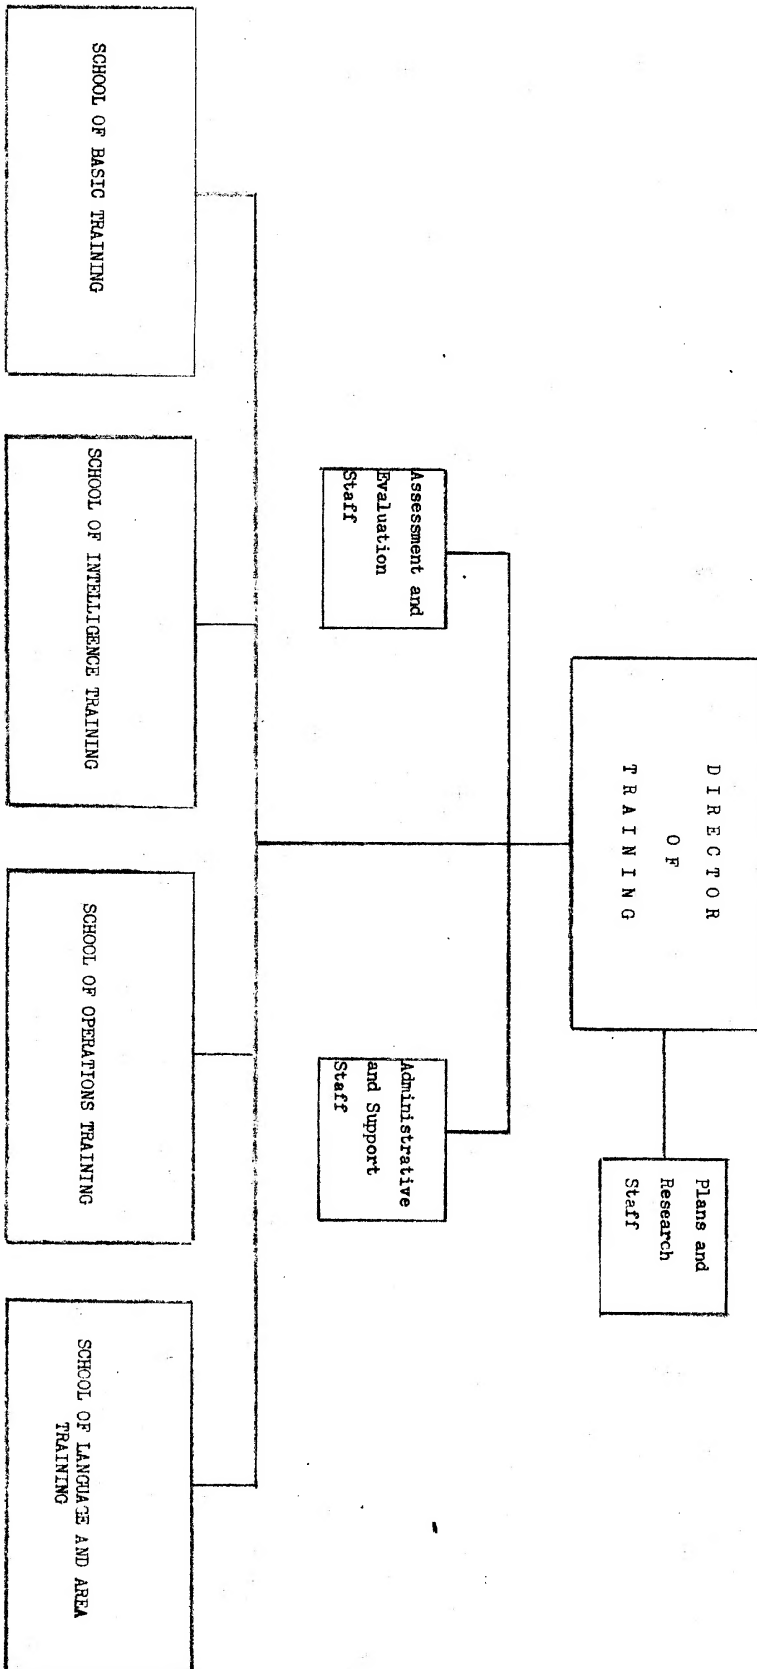 DIRECTOR
OF
TRAINING
Plans and
Research
Staff
Assessment and
Evaluation
Staff
Administrative
and Support
Staff
SCHOOL OF BASIC TRAINING
SCHOOL OF INTELLIGENCE TRAINING
SCHOOL OF OPERATIONS TRAINING
SCHOOL OF LANGUAGE AND AREA
TRAINING